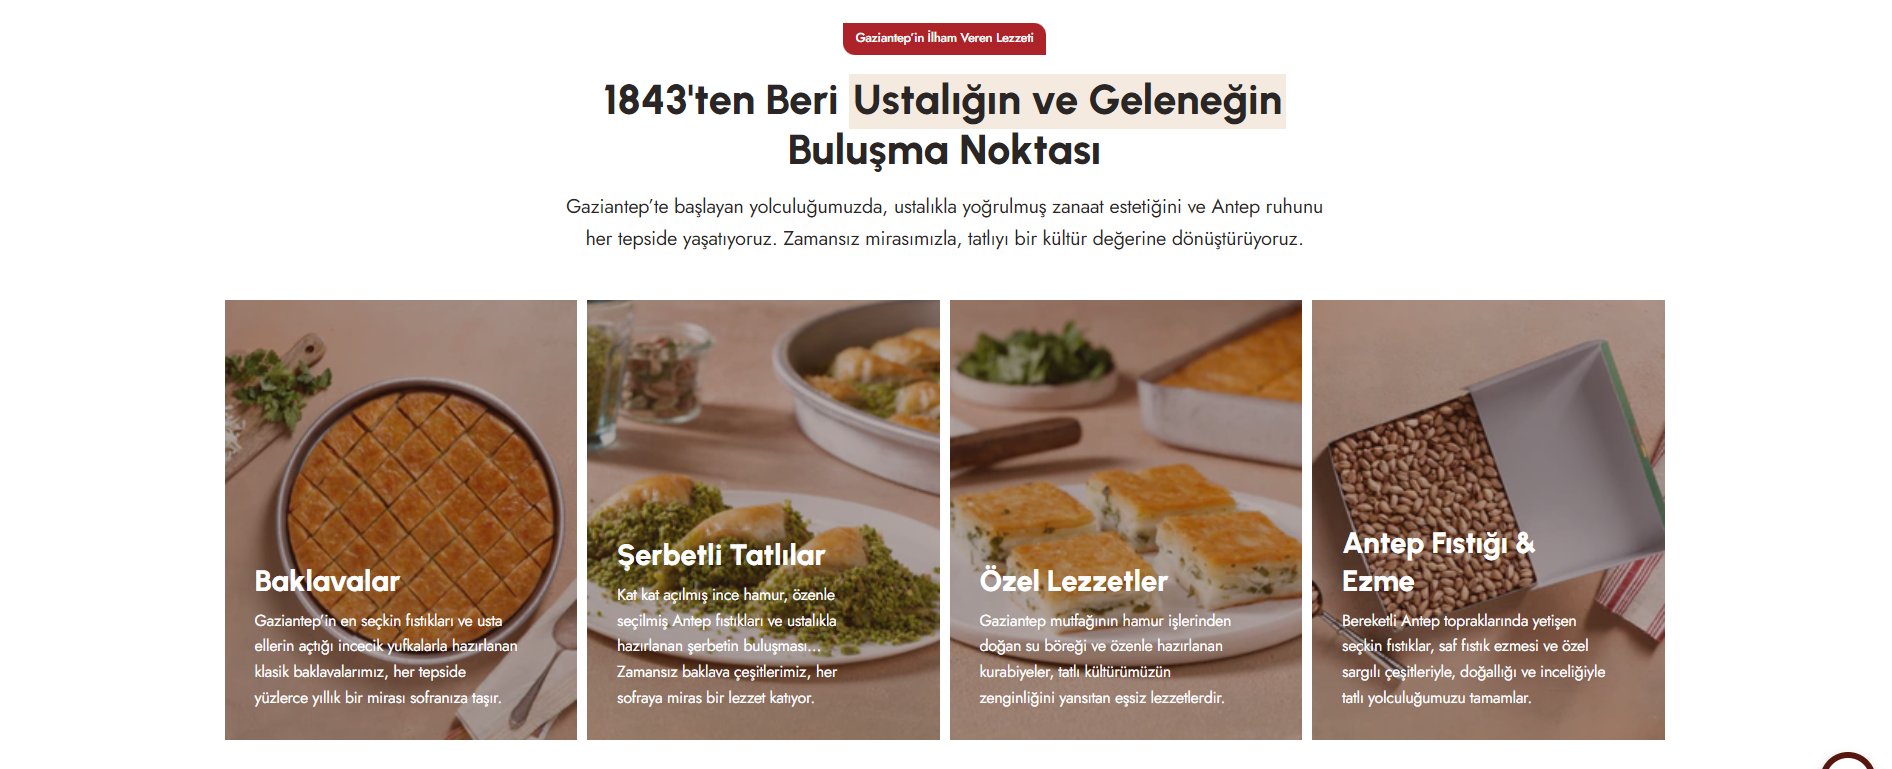 Gaziantep'in İlham Veren Lezzeti
1843'ten Beri Ustalığın ve Geleneğin
Buluşma Noktası
Gaziantep’te başlayan yolculuğumuzda, ustalıkla yoğrulmuş zanaat estetiğini ve Antep ruhunu
her tepside yaşatıyoruz. Zamansız mirasımızla, tatlıyı bir kültür değerine dönüştürüyoruz.
Baklavalar
Gaziantep'in en seçkin fıstıkları ve usta
ellerin açtığı incecik yufkalarla hazırlanan
klasik baklavalarımız, her tepside
yüzlerce yıllık bir mirası sofranıza taşır.
Şerbetli Tatlılar
Kat kat açılmış ince hamur, özenle
seçilmiş Antep fıstıkları ve ustalıkla
hazırlanan şerbetin buluşması...
Zamansız baklava çeşitlerimiz, her
sofraya miras bir lezzet katıyor.
Özel Lezzetler
Gaziantep mutfağının hamur işlerinden
doğan su böreği ve özenle hazırlanan
kurabiyeler, tatlı kültürümüzün
zenginliğini yansıtan eşsiz lezzetlerdir.
Antep Fıstığı &
Ezme
Bereketli Antep topraklarında yetişen
seçkin fıstıklar, saf fıstık ezmesi ve özel
sargılı çeşitleriyle, doğallığı ve inceliğiyle
tatlı yolculuğumuzu tamamlar.